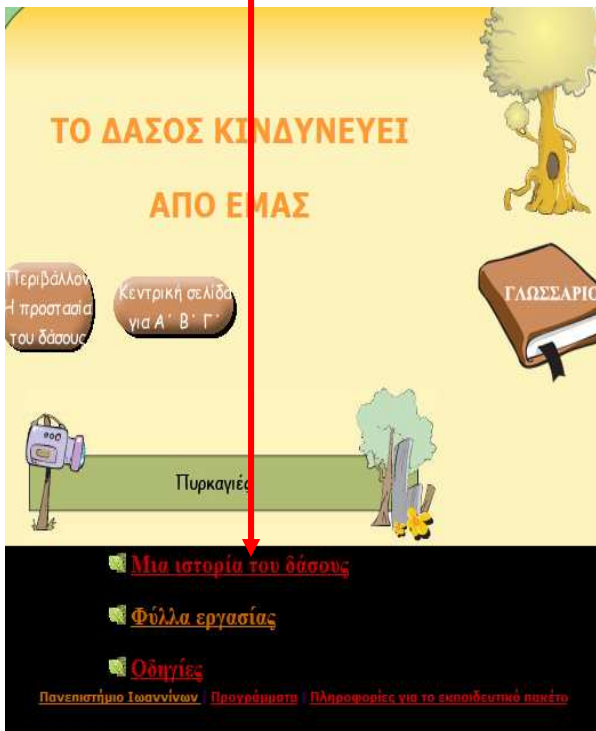 ΤΟ ΔΑΣΟΣ ΚΙΝΔΥΝΕΥΕΙ
ΑΠΟ ΕΜΑΣ
Περιβάλλον
Η προστασία
του δάσους
Κεντρική σελίδα
για Α΄ Β΄ Γ΄
ΓΛΩΣΣΑΡΙΟ
Πυρκαγιές
Μια ιστορία του δάσους
Φύλλα εργασίας
Οδηγίες
Πανεπιστήμιο Ιωαννίνων | Προγράμματα | Πληροφορίες για το εκπαιδευτικό πακέτο